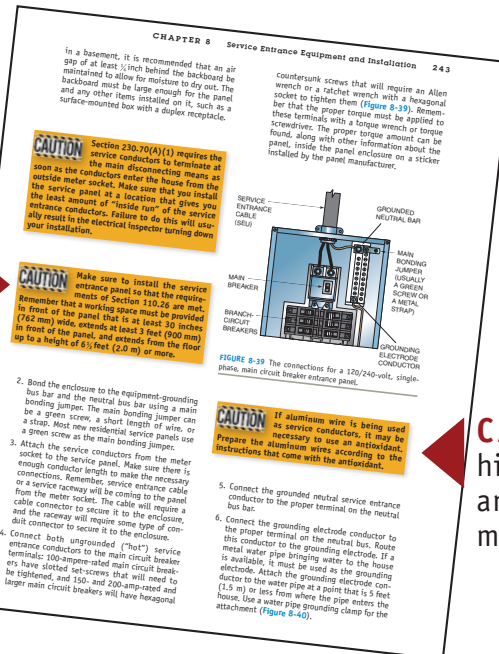 CHAPTER 8 Service Entrance Equipment and Installation 243
in a basement, it is recommended that an air
gap of at least ½ inch behind the backboard be
maintained to allow for moisture to dry out. The
backboard must be large enough for the panel
and any other items installed on it, such as a
surface-mounted box with a duplex receptacle.
CAUTION Section 230.70(A)(1) requires the
service conductors to terminate at
the main disconnecting means as
soon as the conductors enter the house from the
outside meter socket. Make sure that you install
the service panel at a location that gives you
the least amount of "inside run" of the service
entrance conductors. Failure to do this will usu-
ally result in the electrical inspector turning down
your installation.
CAUTION Make sure to install the service
entrance panel so that the require-
ments of Section 110.26 are met.
Remember that a working space must be provided
in front of the panel that is at least 30 inches
(762 mm) wide, extends at least 3 feet (900 mm)
in front of the panel, and extends from the floor
up to a height of 6½ feet (2.0 m) or more.
2. Bond the enclosure to the equipment-grounding
bus bar and the neutral bus bar using a main
bonding jumper. The main bonding jumper can
be a green screw, a short length of wire, or
a strap. Most new residential service panels use
a green screw as the main bonding jumper.
3. Attach the service conductors from the meter
socket to the service panel. Make sure there is
enough conductor length to make the necessary
connections. Remember, service entrance cable
or a service raceway will be coming to the panel
from the meter socket. The cable will require a
cable connector to secure it to the enclosure,
and the raceway will require some type of con-
duit connector to secure it to the enclosure.
4. Connect both ungrounded ("hot") service
entrance conductors to the main circuit breaker
terminals: 100-ampere-rated main circuit break-
ers have slotted set-screws that will need to
be tightened, and 150- and 200-amp-rated and
larger main circuit breakers will have hexagonal
countersunk screws that will require an Allen
wrench or a ratchet wrench with a hexagonal
socket to tighten them (Figure 8-39). Remem-
ber that the proper torque must be applied to
these terminals with a torque wrench or torque
screwdriver. The proper torque amount can be
found, along with other information about the
panel, inside the panel enclosure on a sticker
installed by the panel manufacturer.
SERVICE
ENTRANCE
CABLE
(SEU)
GROUNDED
NEUTRAL BAR
MAIN
BONDING
JUMPER
(USUALLY
A GREEN
SCREW OR
A METAL
STRAP)
MAIN
BREAKER
BRANCH-
CIRCUIT
BREAKERS
GROUNDING
ELECTRODE
CONDUCTOR
FIGURE 8-39 The connections for a 120/240-volt, single-
phase, main circuit breaker entrance panel.
CAUTION If aluminum wire is being used
as service conductors, it may be
necessary to use an antioxidant.
Prepare the aluminum wires according to the
instructions that come with the antioxidant.
5. Connect the grounded neutral service entrance
conductor to the proper terminal on the neutral
bus bar.
6. Connect the grounding electrode conductor to
the proper terminal on the neutral bus. Route
this conductor to the grounding electrode. If a
metal water pipe bringing water to the house
is available, it must be used as the grounding
electrode. Attach the grounding electrode con-
ductor to the water pipe at a point that is 5 feet
(1.5 m) or less from where the pipe enters the
house. Use a water pipe grounding clamp for the
attachment (Figure 8-40).
hi
an
m